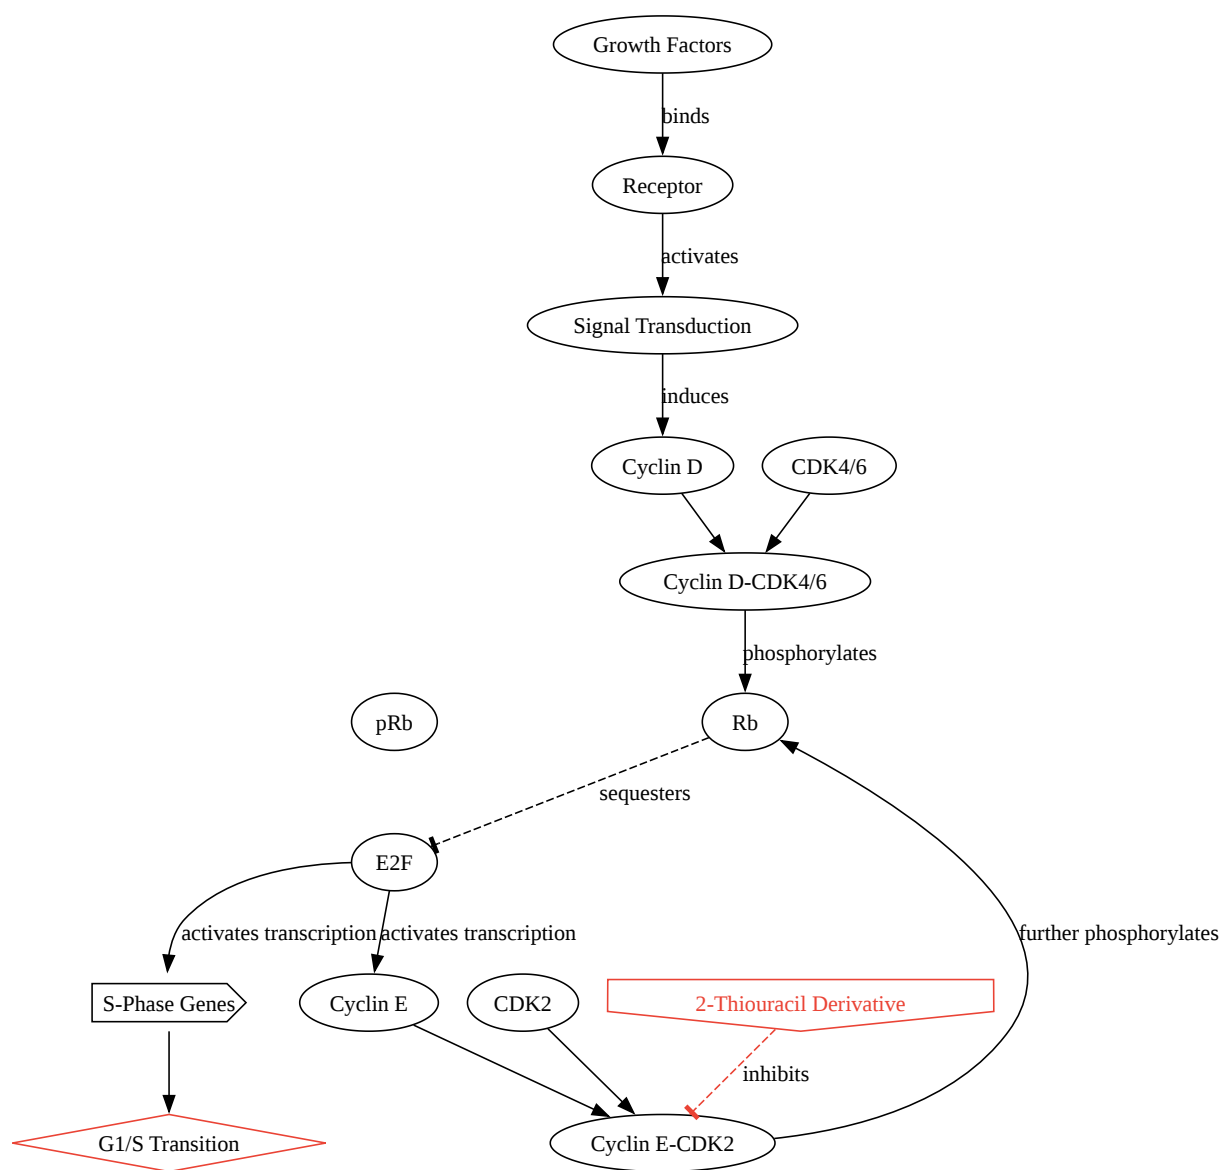 Growth Factors
binds
Receptor
activates
Signal Transduction
induces
Cyclin D
CDK4/6
Cyclin D-CDK4/6
phosphorylates
pRb
Rb
sequesters
E2F
activates transcription
activates transcription
further phosphorylates
S-Phase Genes
Cyclin E
CDK2
2-Thiouracil Derivative
inhibits
G1/S Transition
Cyclin E-CDK2